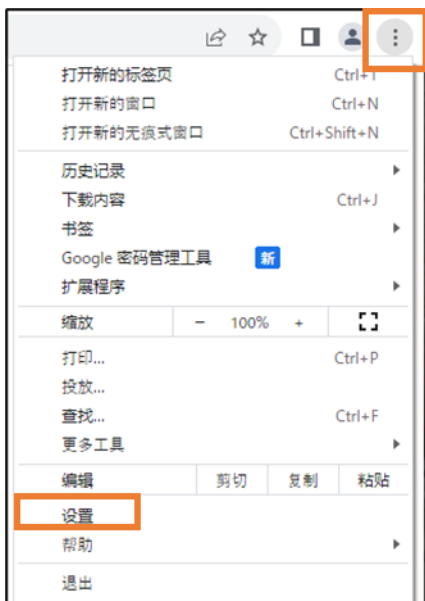 打开新的标签页 Ctrl+T
打开新的窗口 Ctrl+N
打开新的无痕式窗口 Ctrl+Shift+N
历史记录
下载内容 Ctrl+J
书签
Google 密码管理工具 新
扩展程序
缩放 − 100% +
打印... Ctrl+P
投放...
查找... Ctrl+F
更多工具
编辑 剪切 复制 粘贴
设置
帮助
退出